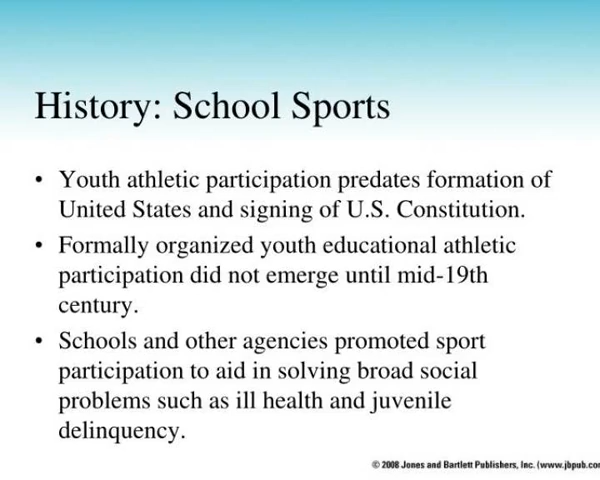 History: School Sports
• Youth athletic participation predates formation of
United States and signing of U.S. Constitution.
• Formally organized youth educational athletic
participation did not emerge until mid-19th
century.
• Schools and other agencies promoted sport
participation to aid in solving broad social
problems such as ill health and juvenile
delinquency.
© 2008 Jones and Bartlett Publishers, Inc. (www.jbpub.com